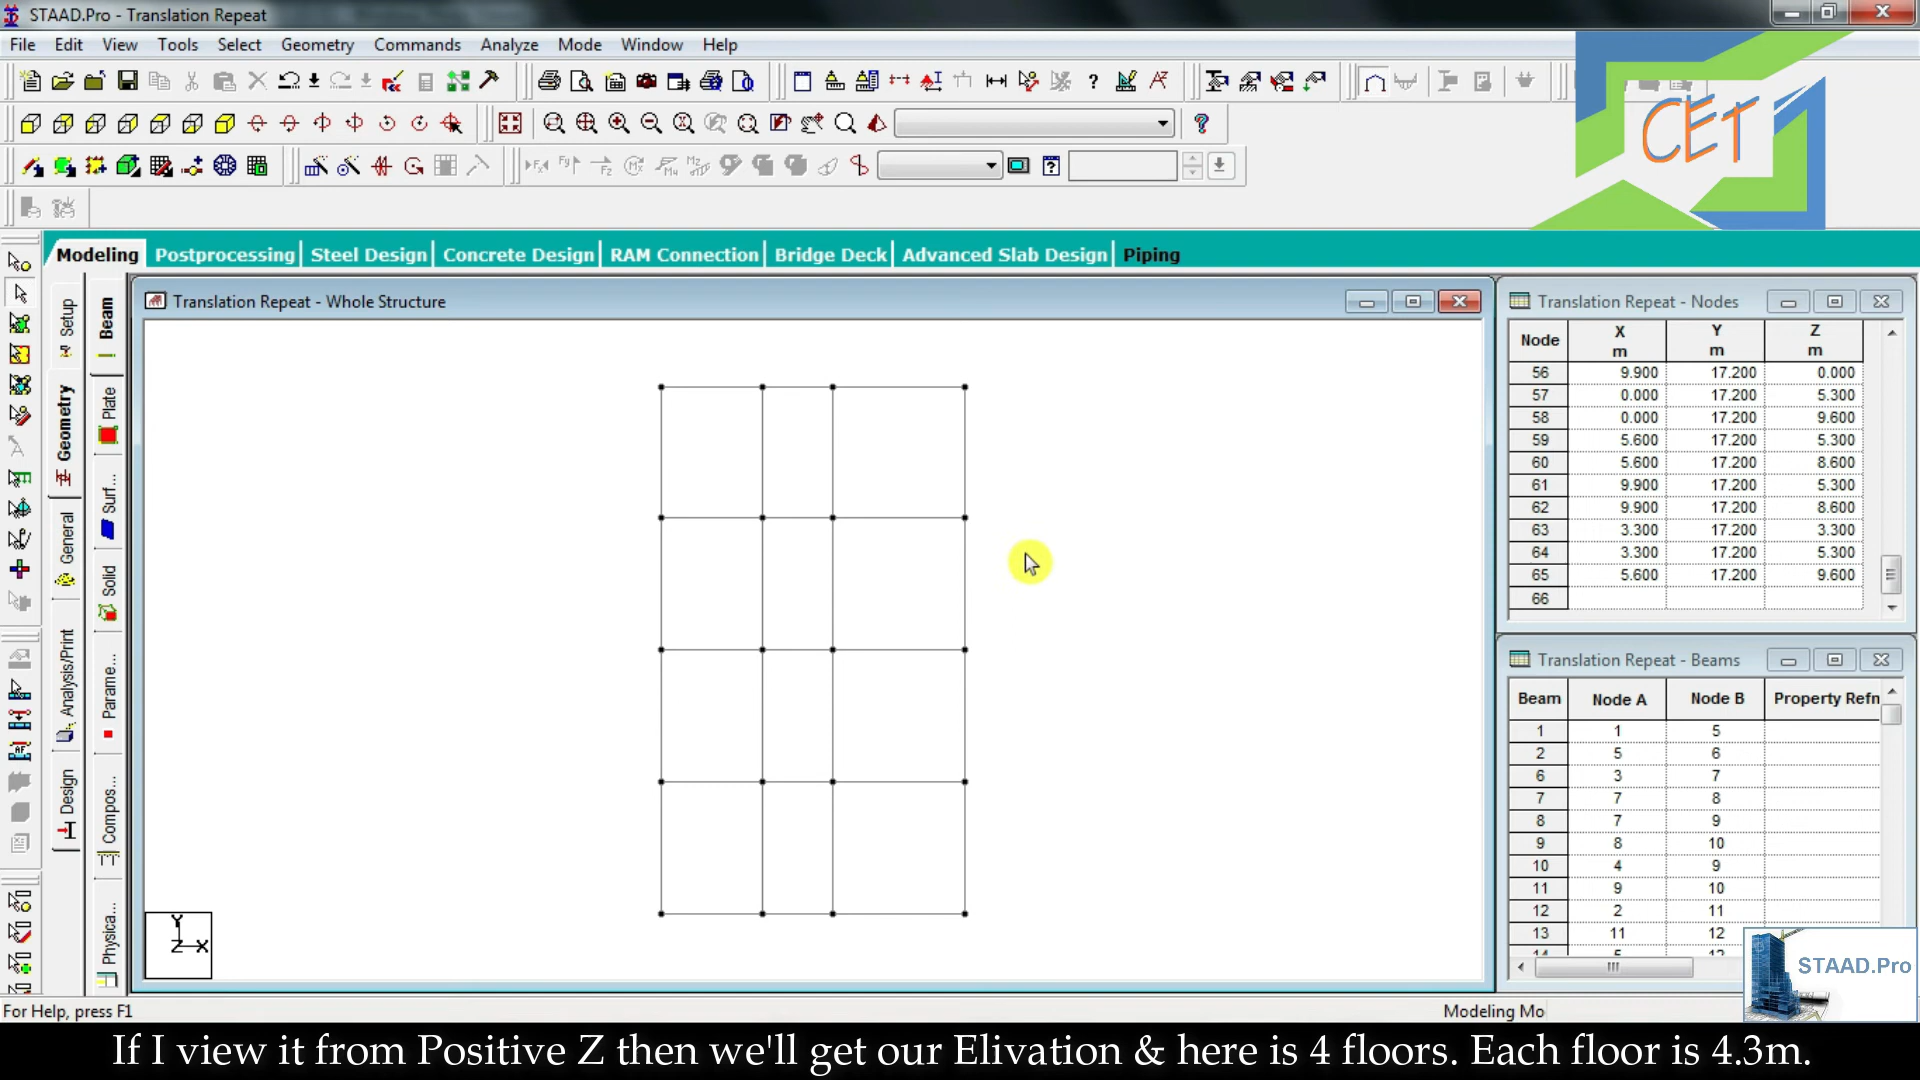 STAAD.Pro - Translation Repeat
File Edit View Tools Select Geometry Commands Analyze Mode Window Help
CET
Modeling Postprocessing Steel Design Concrete Design RAM Connection Bridge Deck Advanced Slab Design Piping
Setup
Geometry
General
Analysis/Print
Design
Beam
Plate
Surf...
Solid
Parame...
Compos...
Physica...
Translation Repeat - Whole Structure
Y
Z X
Translation Repeat - Nodes
Node X m Y m Z m
56 9.900 17.200 0.000
57 0.000 17.200 5.300
58 0.000 17.200 9.600
59 5.600 17.200 5.300
60 5.600 17.200 8.600
61 9.900 17.200 5.300
62 9.900 17.200 8.600
63 3.300 17.200 3.300
64 3.300 17.200 5.300
65 5.600 17.200 9.600
66
Translation Repeat - Beams
Beam Node A Node B Property Refn
1 1 5
2 5 6
6 3 7
7 7 8
8 7 9
9 8 10
10 4 9
11 9 10
12 2 11
13 11 12
STAAD.Pro
For Help, press F1
Modeling Mo
If I view it from Positive Z then we'll get our Elivation & here is 4 floors. Each floor is 4.3m.